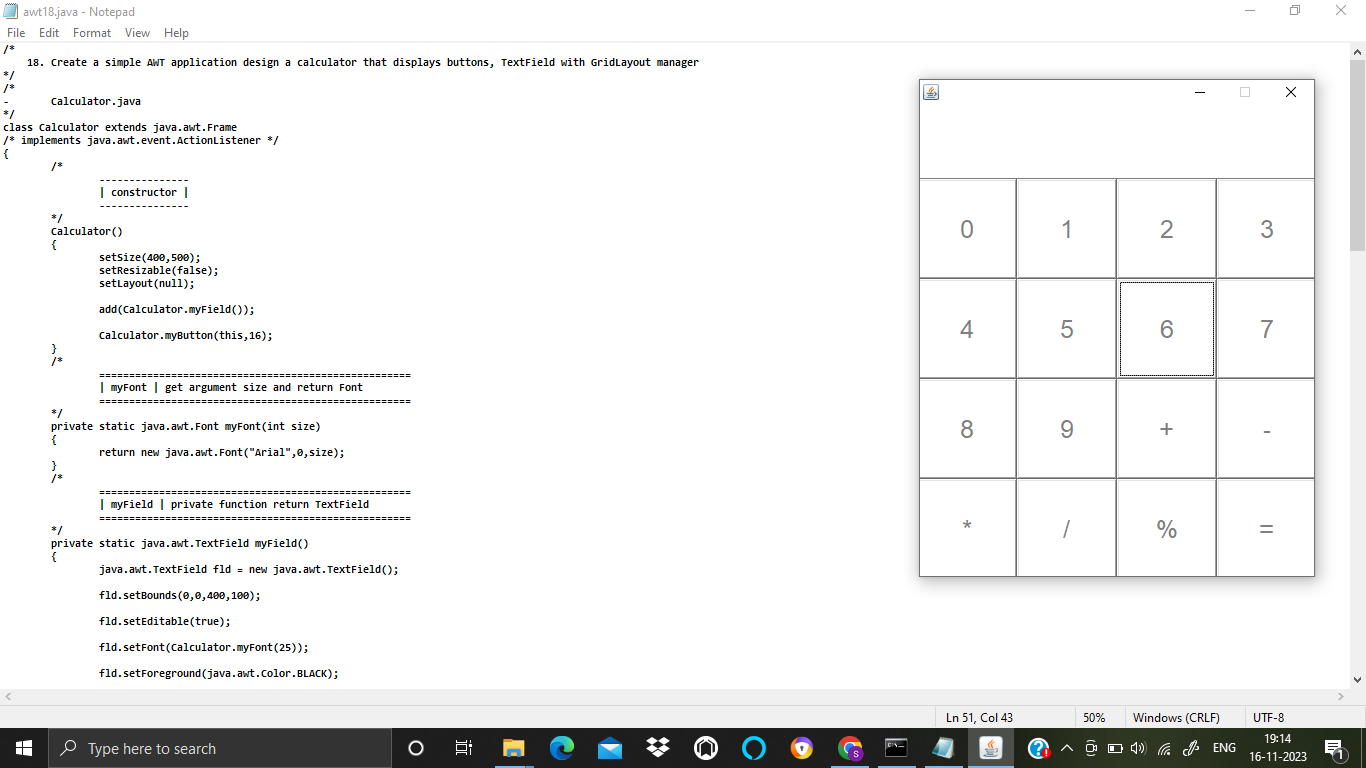 awt18.java - Notepad
File Edit Format View Help
/*
    18. Create a simple AWT application design a calculator that displays buttons, TextField with GridLayout manager
*/
/*
-       Calculator.java
*/
class Calculator extends java.awt.Frame
/* implements java.awt.event.ActionListener */
{
        /*
                ---------------
                | constructor |
                ---------------
        */
        Calculator()
        {
                setSize(400,500);
                setResizable(false);
                setLayout(null);
                add(Calculator.myField());
                Calculator.myButton(this,16);
        }
        /*
                ====================================================
                | myFont | get argument size and return Font
                ====================================================
        */
        private static java.awt.Font myFont(int size)
        {
                return new java.awt.Font("Arial",0,size);
        }
        /*
                ====================================================
                | myField | private function return TextField
                ====================================================
        */
        private static java.awt.TextField myField()
        {
                java.awt.TextField fld = new java.awt.TextField();
                fld.setBounds(0,0,400,100);
                fld.setEditable(true);
                fld.setFont(Calculator.myFont(25));
                fld.setForeground(java.awt.Color.BLACK);
0 1 2 3
4 5 6 7
8 9 + -
* / % =
Ln 51, Col 43 50% Windows (CRLF) UTF-8
Type here to search
ENG
19:14
16-11-2023
1